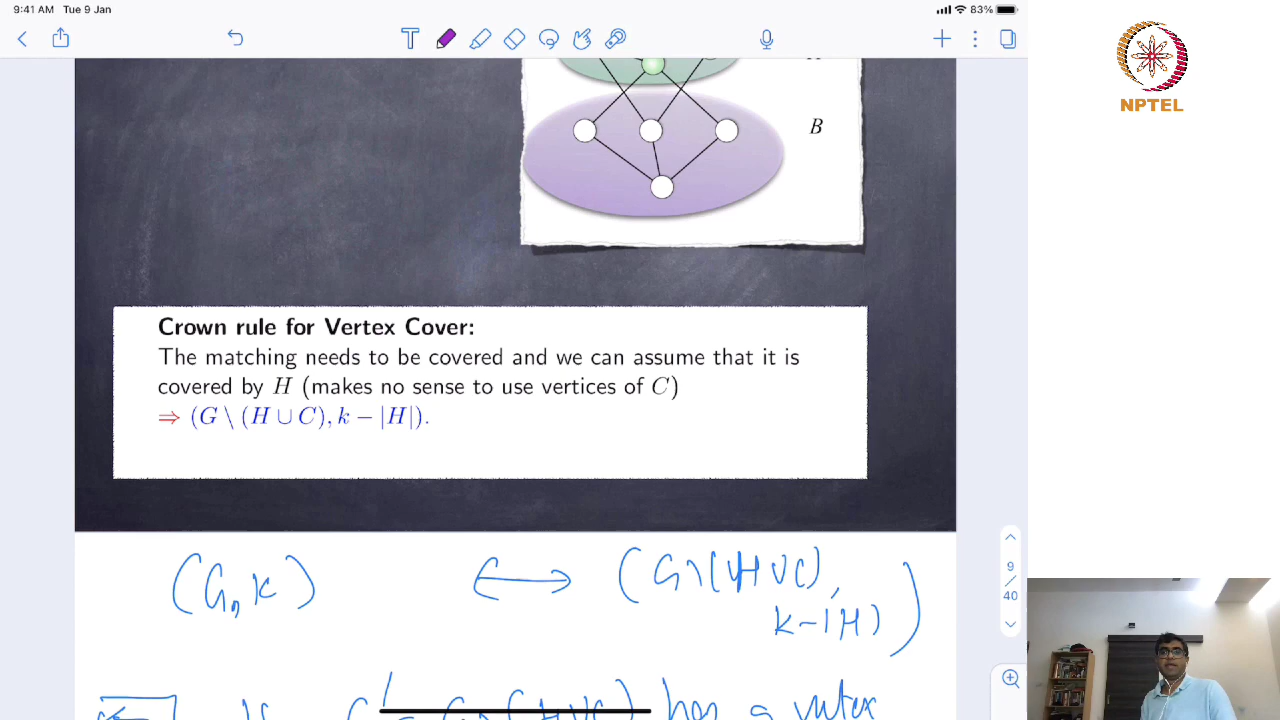 9:41 AM Tue 9 Jan
83%
NPTEL
B
Crown rule for Vertex Cover:
The matching needs to be covered and we can assume that it is
covered by H (makes no sense to use vertices of C)
⇒ (G \ (H ∪ C), k − |H|).
(G, k) ↔ (G \ (H ∪ C),
k − |H|)
9
/
40
G' = G \ (H ∪ C) has a vertex